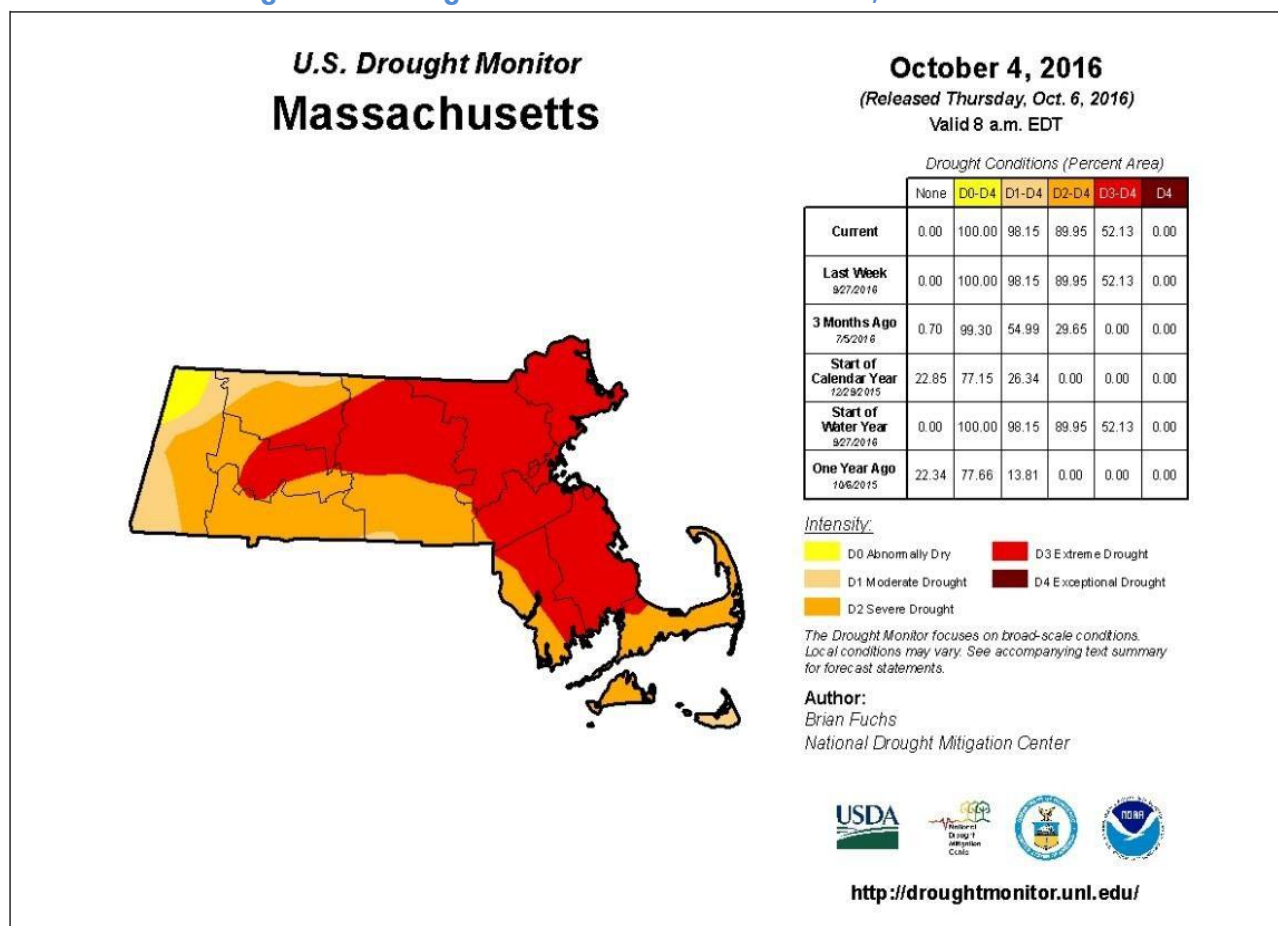 U.S. Drought Monitor
Massachusetts
October 4, 2016
(Released Thursday, Oct. 6, 2016)
Valid 8 a.m. EDT
Drought Conditions (Percent Area)
None D0-D4 D1-D4 D2-D4 D3-D4 D4
Current 0.00 100.00 98.15 89.95 52.13 0.00
Last Week 0.00 100.00 98.15 89.95 52.13 0.00
9/27/2016
3 Months Ago 0.70 99.30 54.99 29.65 0.00 0.00
7/5/2016
Start of
Calendar Year 22.85 77.15 26.34 0.00 0.00 0.00
12/29/2015
Start of
Water Year 0.00 100.00 98.15 89.95 52.13 0.00
9/27/2016
One Year Ago 22.34 77.66 13.81 0.00 0.00 0.00
10/6/2015
Intensity:
D0 Abnormally Dry D3 Extreme Drought
D1 Moderate Drought D4 Exceptional Drought
D2 Severe Drought
The Drought Monitor focuses on broad-scale conditions.
Local conditions may vary. See accompanying text summary
for forecast statements.
Author:
Brian Fuchs
National Drought Mitigation Center
USDA
National
Drought
Mitigation
Center
NOAA
http://droughtmonitor.unl.edu/